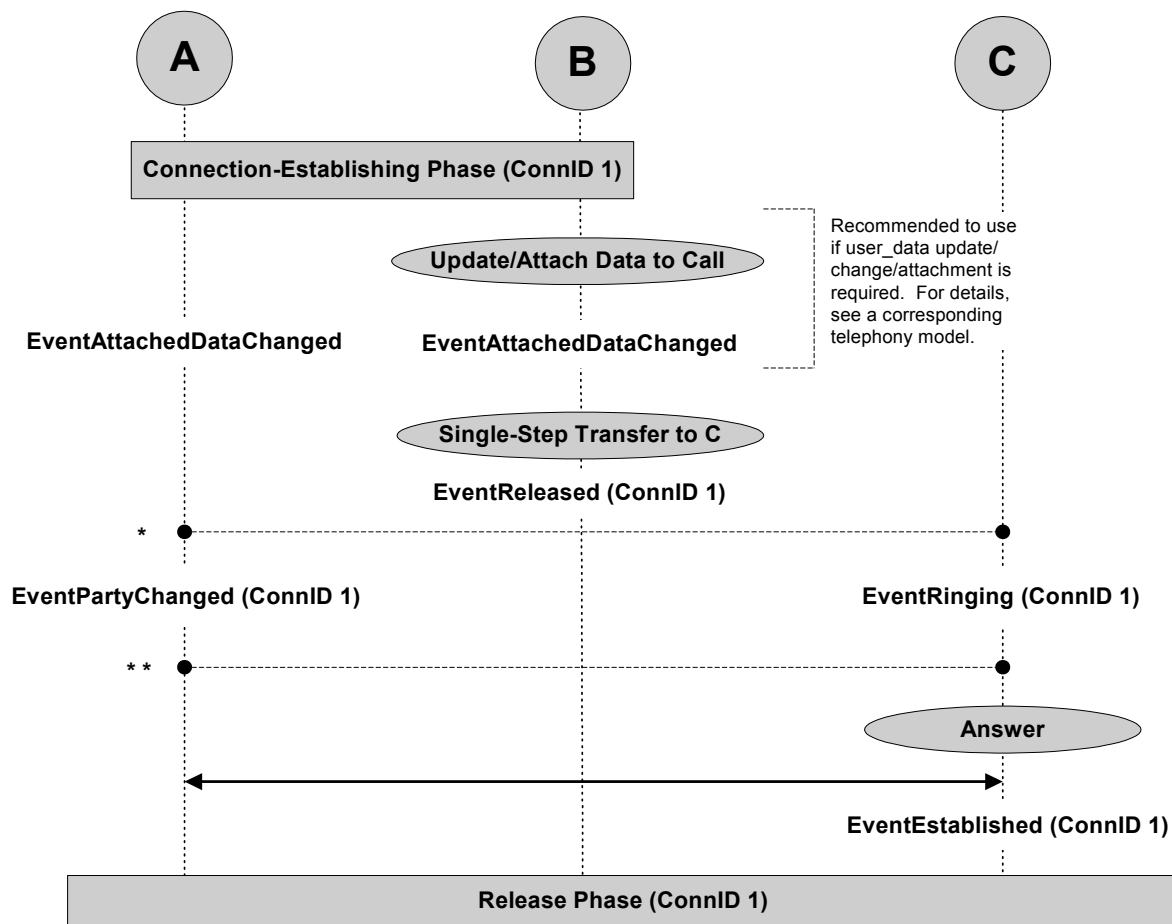 A
B
C
Connection-Establishing Phase (ConnID 1)
Update/Attach Data to Call
Recommended to use
if user_data update/
change/attachment is
required. For details,
see a corresponding
telephony model.
EventAttachedDataChanged
EventAttachedDataChanged
Single-Step Transfer to C
EventReleased (ConnID 1)
*
EventPartyChanged (ConnID 1)
EventRinging (ConnID 1)
* *
Answer
EventEstablished (ConnID 1)
Release Phase (ConnID 1)